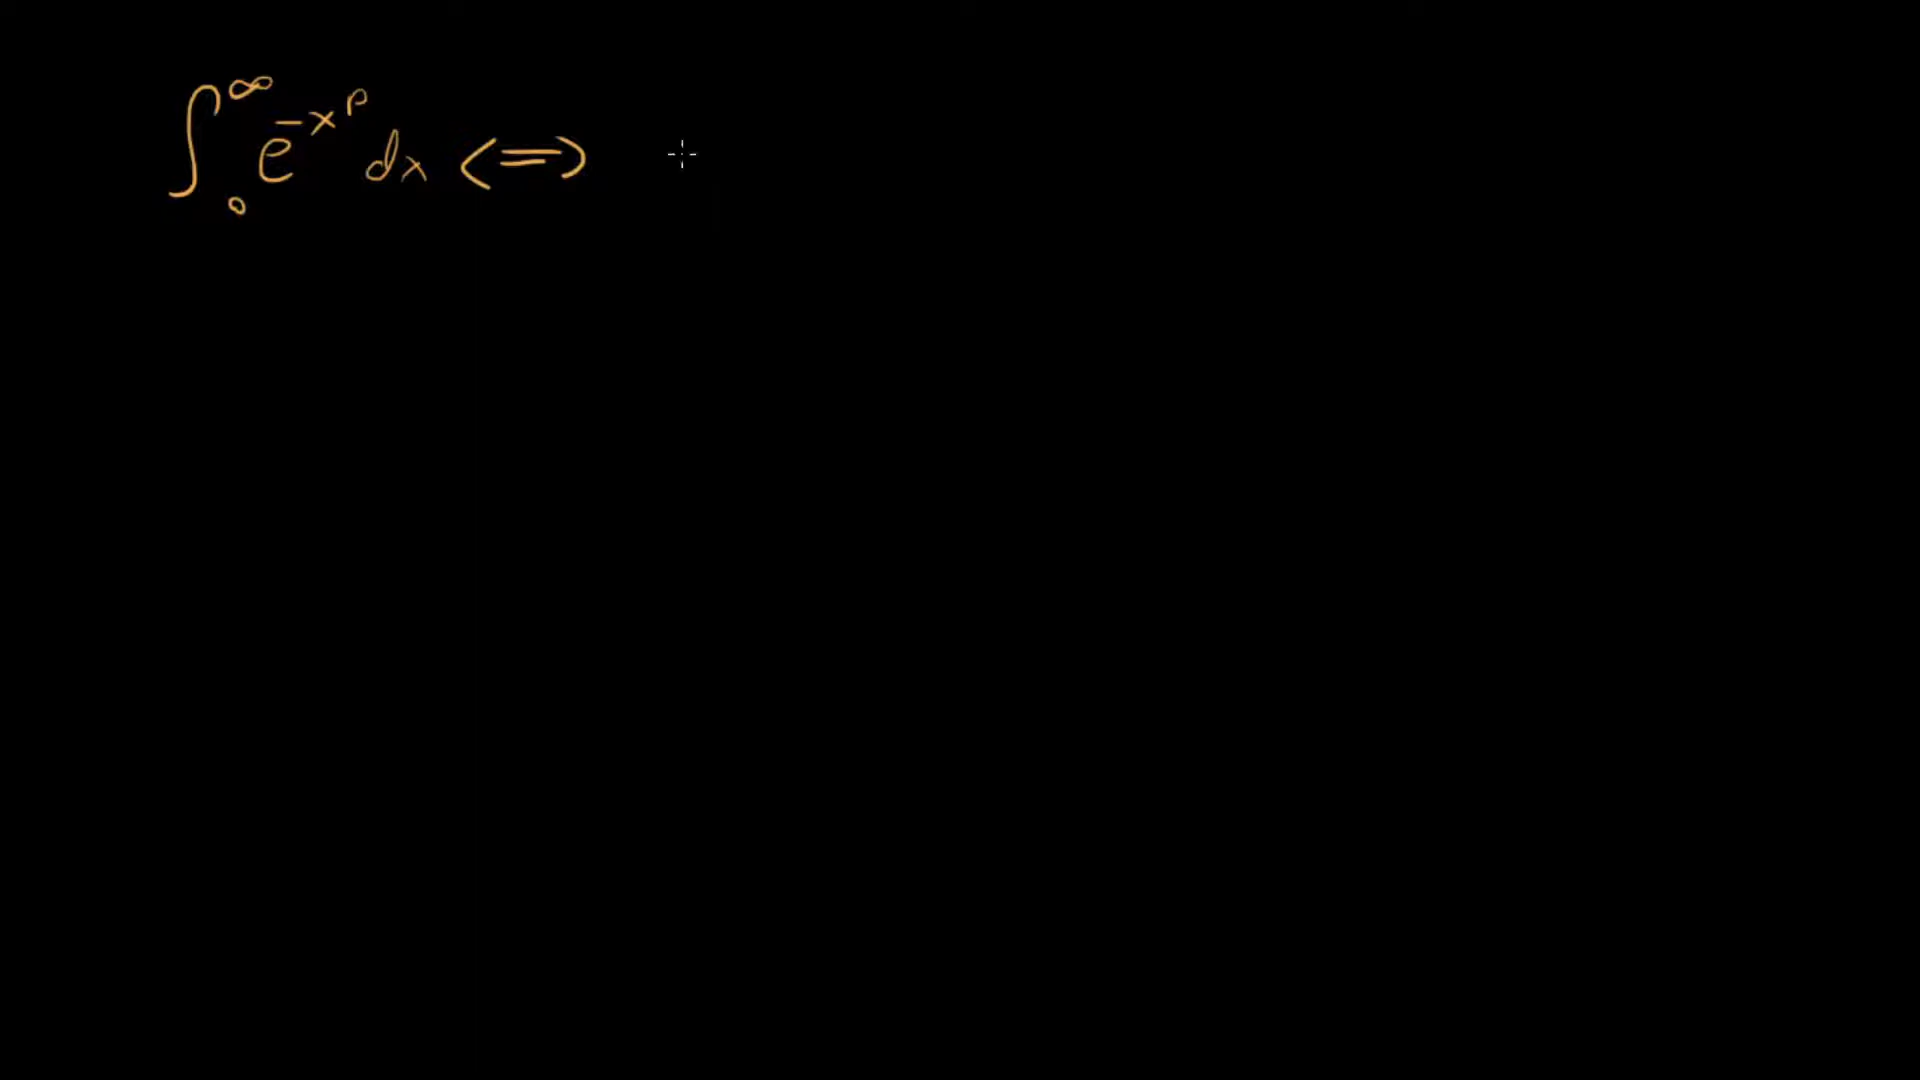 ∫₀^∞ e^{-x^p} dx <=>